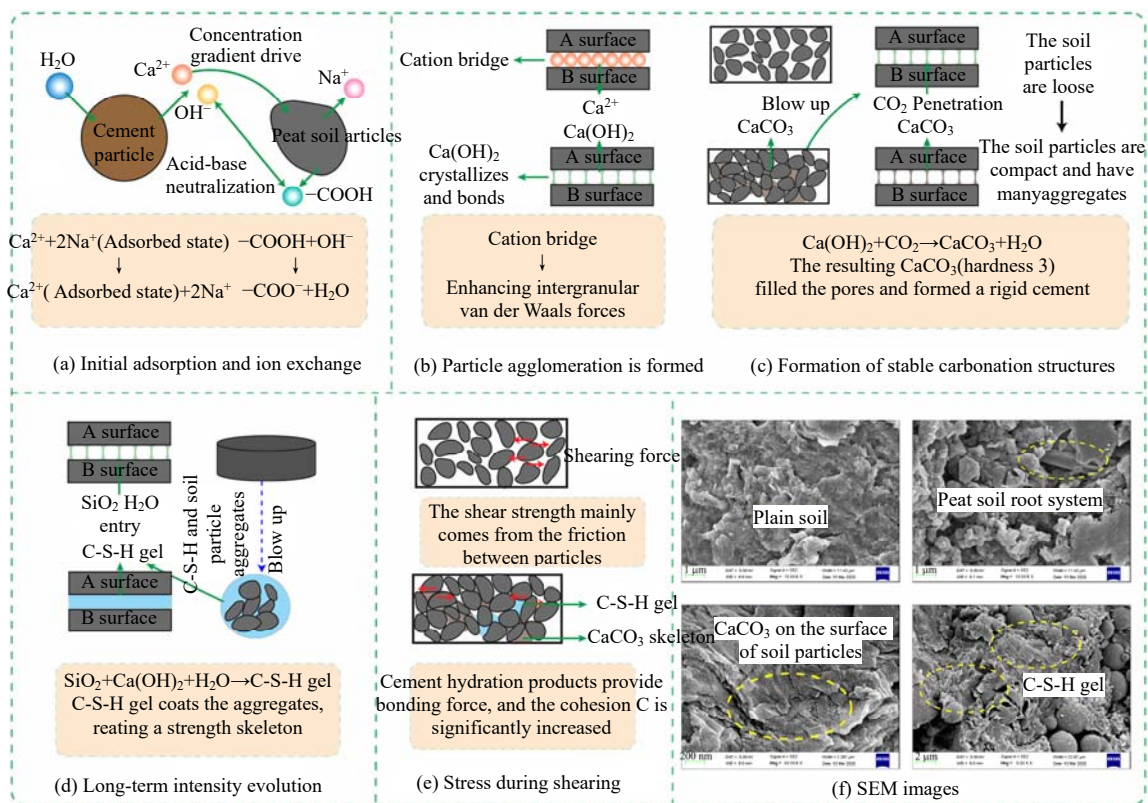 H₂O
Ca²⁺
Concentration
gradient drive
Na⁺
OH⁻
Cement
particle
Peat soil articles
Acid-base
neutralization
−COOH
Ca²⁺+2Na⁺(Adsorbed state)
−COOH+OH⁻
↓
↓
Ca²⁺( Adsorbed state)+2Na⁺
−COO⁻+H₂O
(a) Initial adsorption and ion exchange
A surface
Cation bridge
B surface
Ca²⁺
Ca(OH)₂
Ca(OH)₂
crystallizes
and bonds
A surface
B surface
Cation bridge
↓
Enhancing intergranular
van der Waals forces
(b) Particle agglomeration is formed
A surface
B surface
The soil
particles
are loose
Blow up
CaCO₃
CO₂ Penetration
CaCO₃
A surface
B surface
The soil particles are
compact and have
manyaggregates
Ca(OH)₂+CO₂→CaCO₃+H₂O
The resulting CaCO₃(hardness 3)
filled the pores and formed a rigid cement
(c) Formation of stable carbonation structures
A surface
B surface
SiO₂ H₂O
entry
C-S-H gel
A surface
B surface
C-S-H and soil
particle
aggregates
Blow up
SiO₂+Ca(OH)₂+H₂O→C-S-H gel
C-S-H gel coats the aggregates,
reating a strength skeleton
(d) Long-term intensity evolution
Shearing force
The shear strength mainly
comes from the friction
between particles
C-S-H gel
CaCO₃ skeleton
Cement hydration products provide
bonding force, and the cohesion C is
significantly increased
(e) Stress during shearing
Plain soil
1 μm
Peat soil root system
1 μm
CaCO₃ on the surface
of soil particles
200 nm
C-S-H gel
2 μm
(f) SEM images